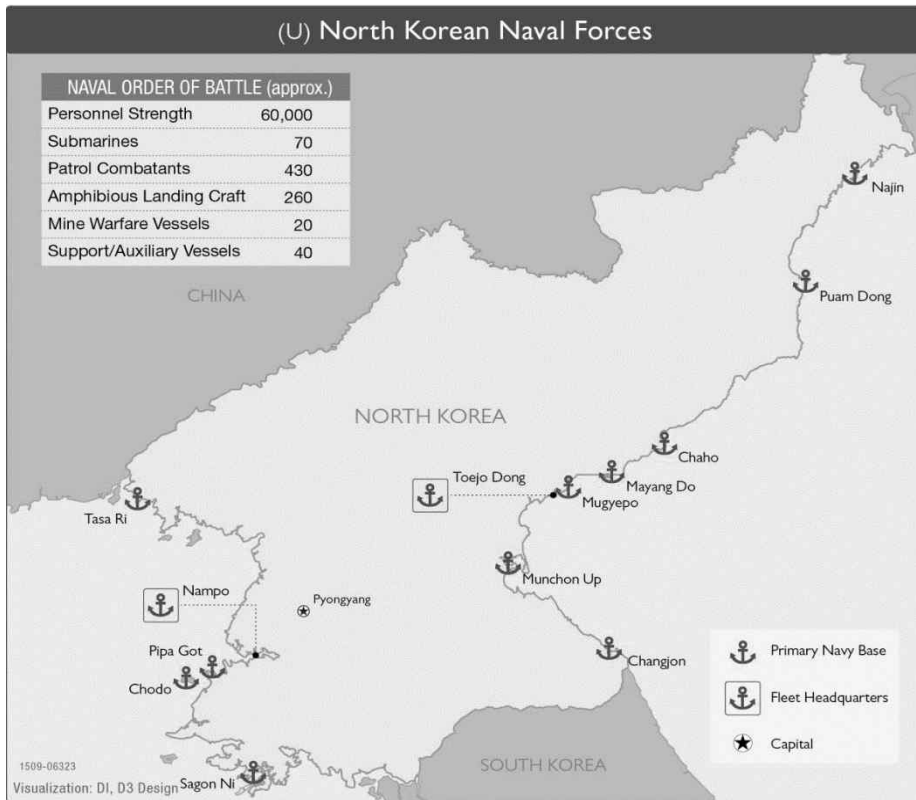 (U) North Korean Naval Forces
NAVAL ORDER OF BATTLE (approx.)
Personnel Strength 60,000
Submarines 70
Patrol Combatants 430
Amphibious Landing Craft 260
Mine Warfare Vessels 20
Support/Auxiliary Vessels 40
Najin
CHINA
Puam Dong
NORTH KOREA
Chaho
Toejo Dong
Mayang Do
Mugyepo
Tasa Ri
Munchon Up
Nampo
Pyongyang
Pipa Got
Chodo
Changjon
Primary Navy Base
Fleet Headquarters
Capital
1509-06323
SOUTH KOREA
Sagon Ni
Visualization: DI, D3 Design